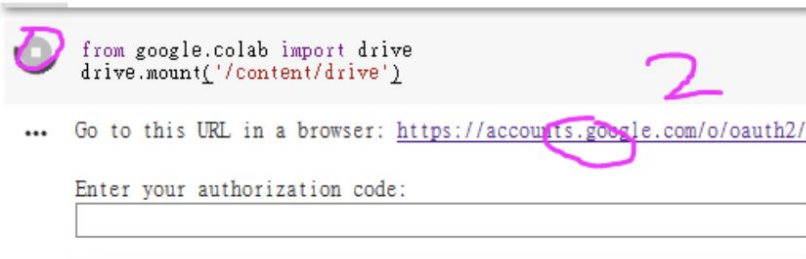 from google.colab import drive
drive.mount('/content/drive')
2
... Go to this URL in a browser: https://accounts.google.com/o/oauth2/
Enter your authorization code: